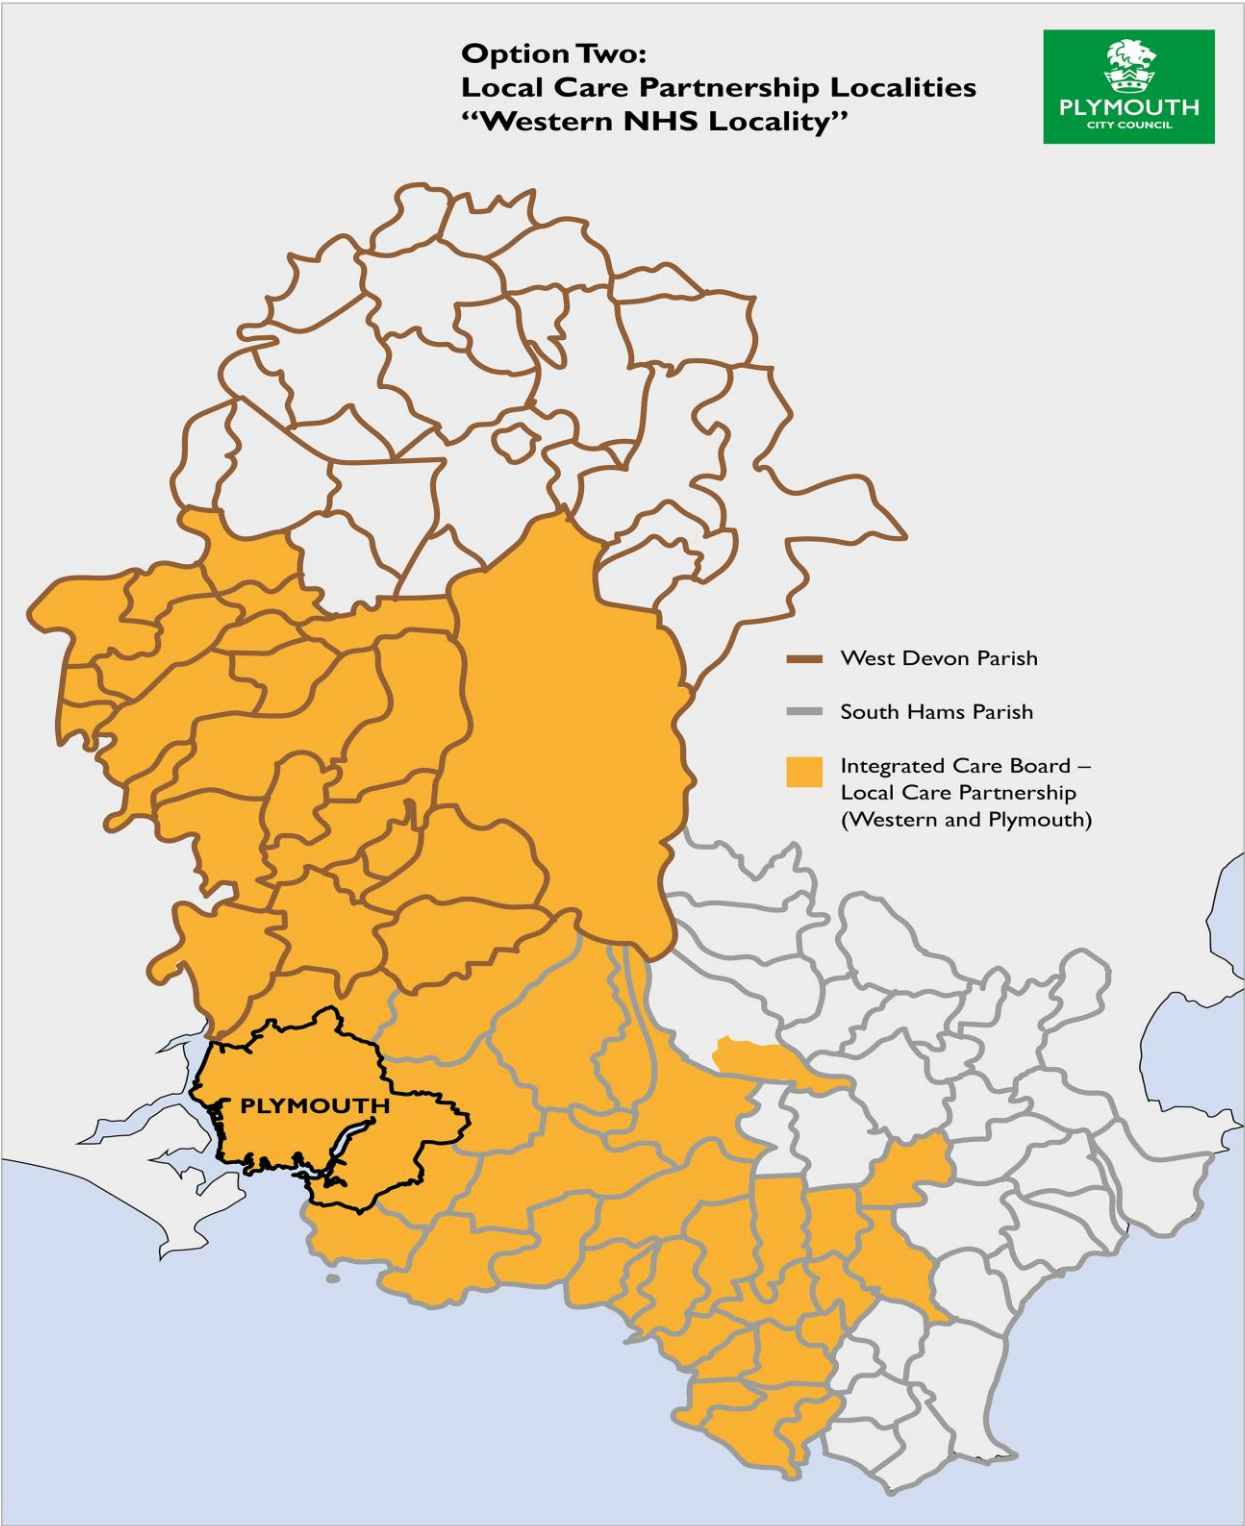 Option Two:
Local Care Partnership Localities
“Western NHS Locality”
PLYMOUTH
CITY COUNCIL
West Devon Parish
South Hams Parish
Integrated Care Board –
Local Care Partnership
(Western and Plymouth)
PLYMOUTH